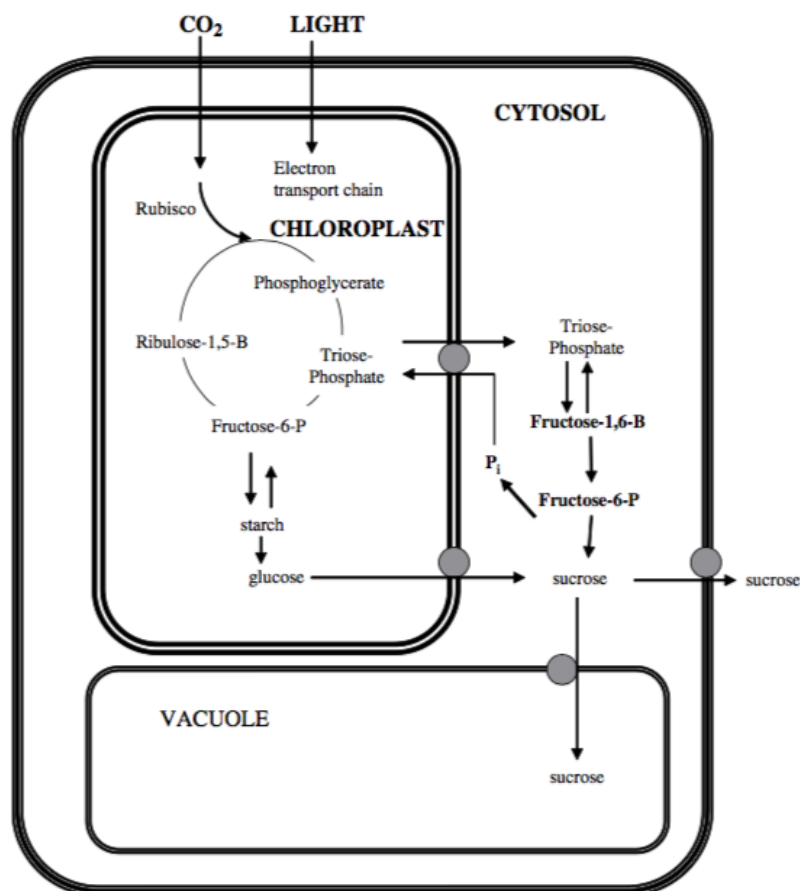 CO₂
LIGHT
CYTOSOL
Electron
transport chain
Rubisco
CHLOROPLAST
Phosphoglycerate
Ribulose-1,5-B
Triose-
Phosphate
Triose-
Phosphate
Fructose-6-P
Fructose-1,6-B
Pᵢ
Fructose-6-P
starch
glucose
sucrose
sucrose
VACUOLE
sucrose